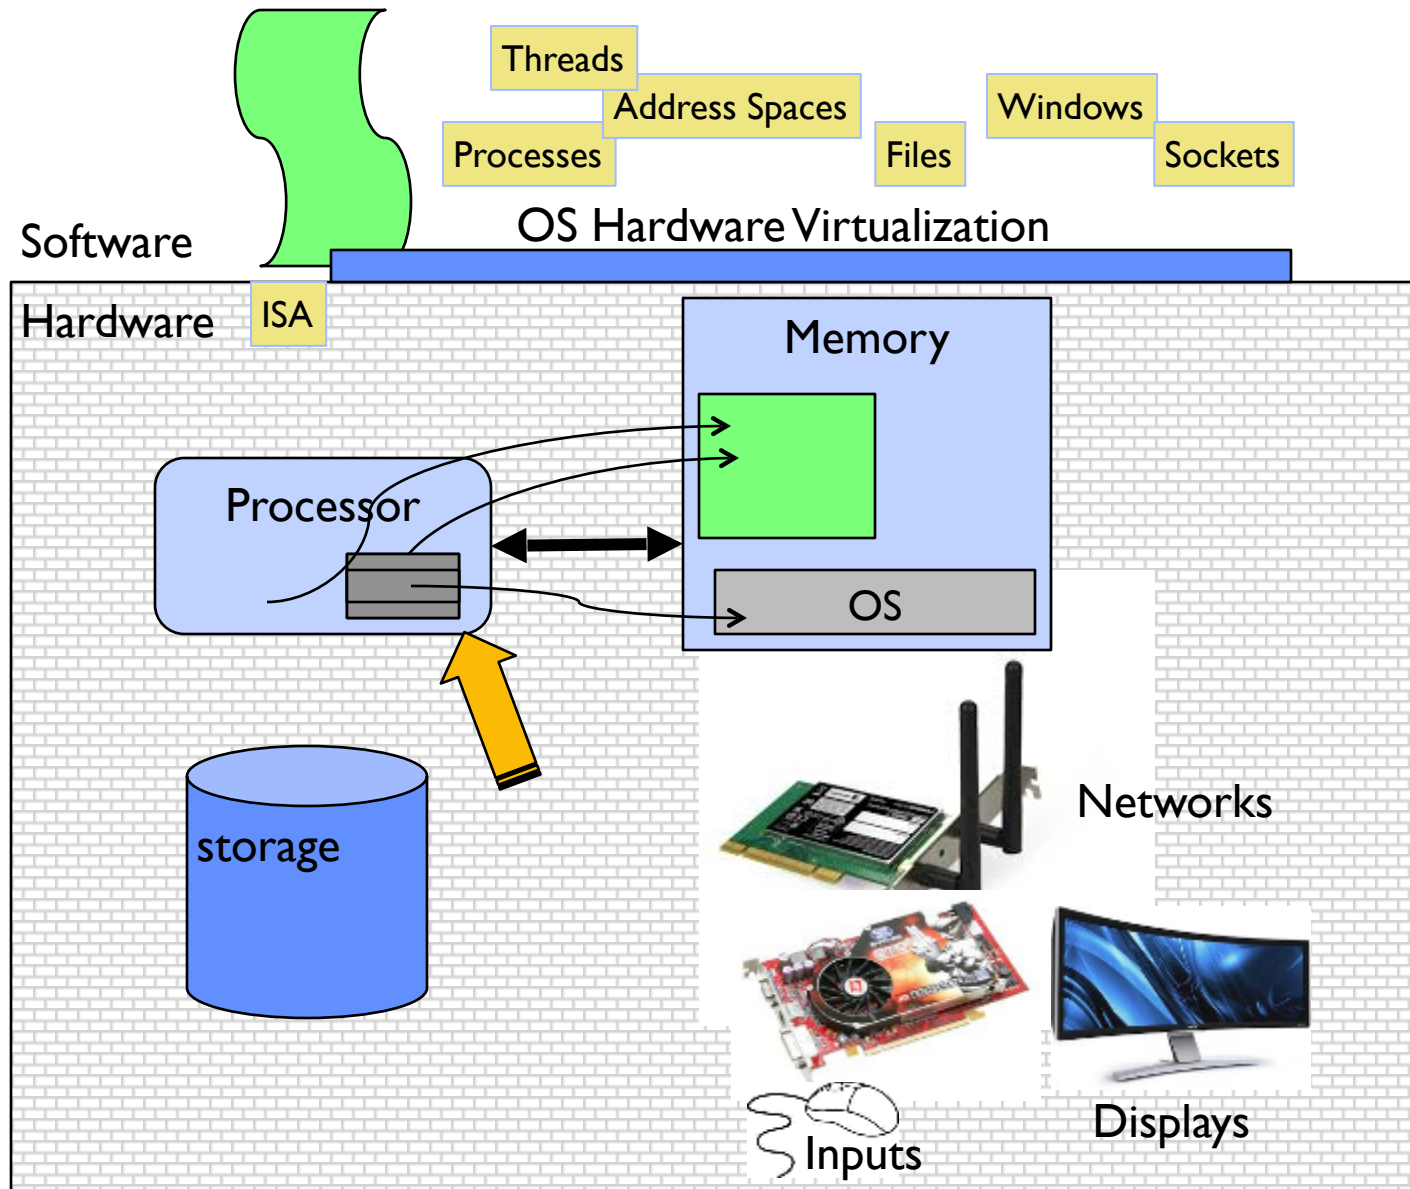 Threads
Address Spaces
Windows
Processes
Files
Sockets
OS Hardware Virtualization
Software
Hardware
ISA
Memory
Processor
OS
Networks
storage
Displays
Inputs